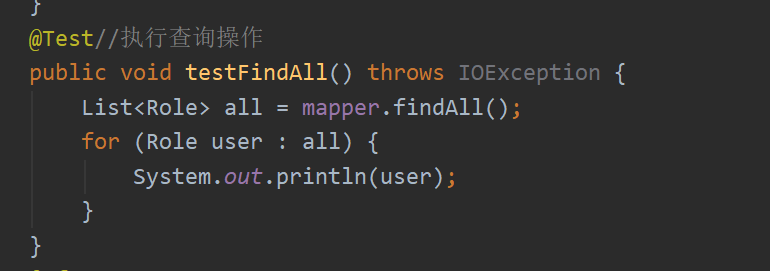 }
@Test//执行查询操作
public void testFindAll() throws IOException {
List<Role> all = mapper.findAll();
for (Role user : all) {
System.out.println(user);
}
}